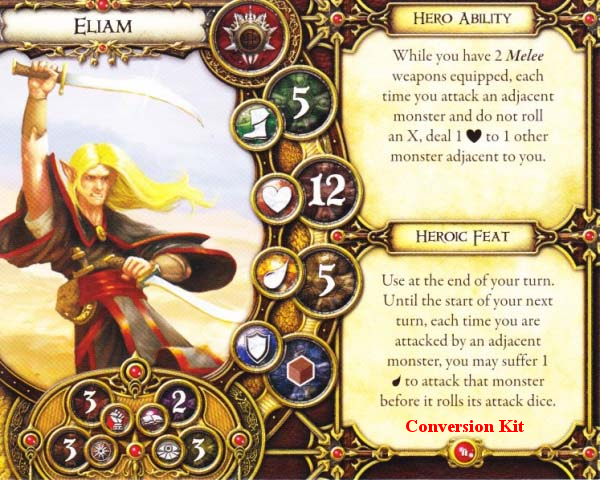 Eliam
5
12
5
3
2
3
3
Hero Ability
While you have 2 Melee
weapons equipped, each
time you attack an adjacent
monster and do not roll
an X, deal 1 to 1 other
monster adjacent to you.
Heroic Feat
Use at the end of your turn.
Until the start of your next
turn, each time you are
attacked by an adjacent
monster, you may suffer 1
to attack that monster
before it rolls its attack dice.
Conversion Kit